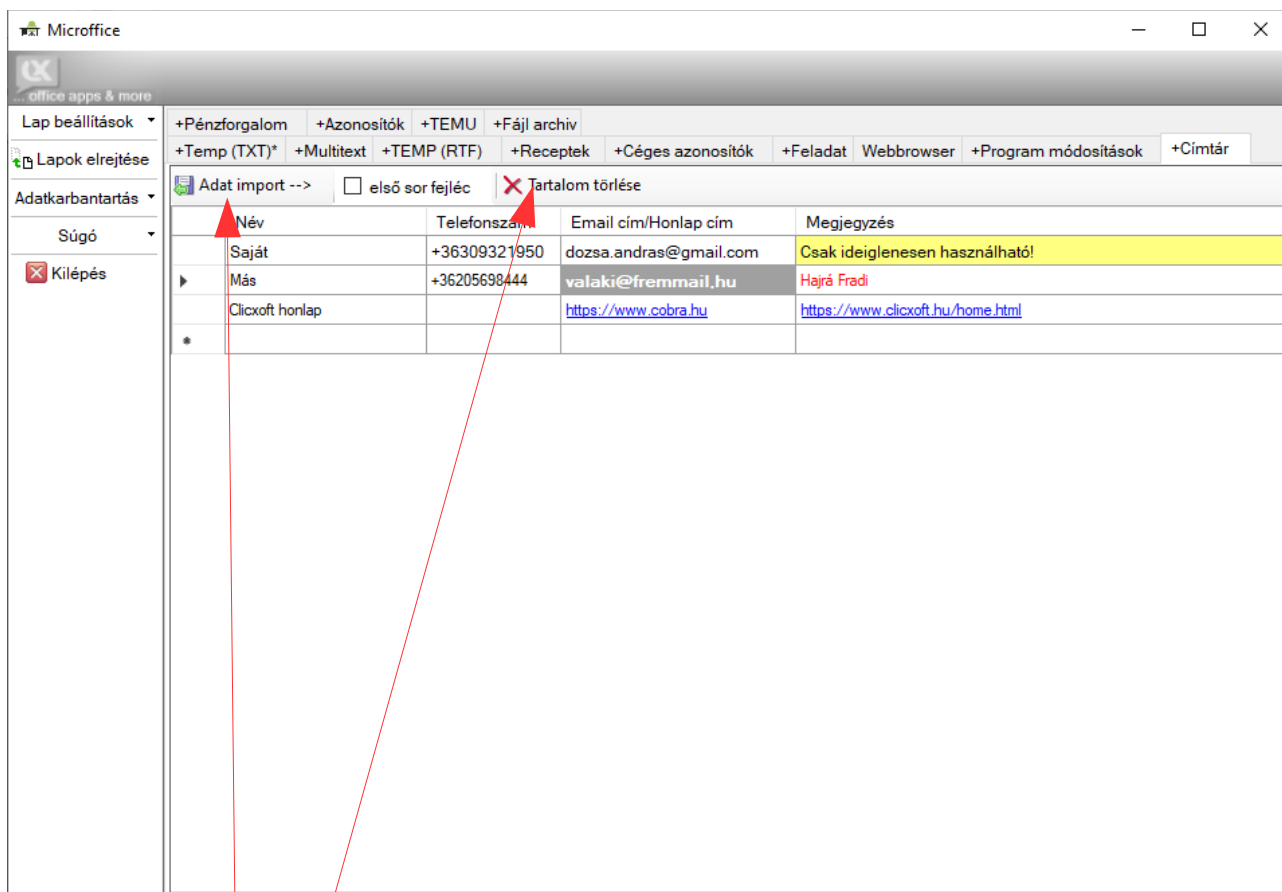 Microffice
... office apps & more
Lap beállítások
Lapok elrejtése
Adatkarbantartás
Súgó
Kilépés
+Pénzforgalom +Azonosítók +TEMU +Fájl archiv
+Temp (TXT)* +Multitext +TEMP (RTF) +Receptek +Céges azonosítók +Feladat Webbrowser +Program módosítások +Címtár
Adat import --> első sor fejléc Tartalom törlése
Név Telefonszám Email cím/Honlap cím Megjegyzés
Saját +36309321950 dozsa.andras@gmail.com Csak ideiglenesen használható!
Más +36205698444 valaki@fremmail.hu Hajrá Fradi
Clicxoft honlap https://www.cobra.hu https://www.clicxoft.hu/home.html